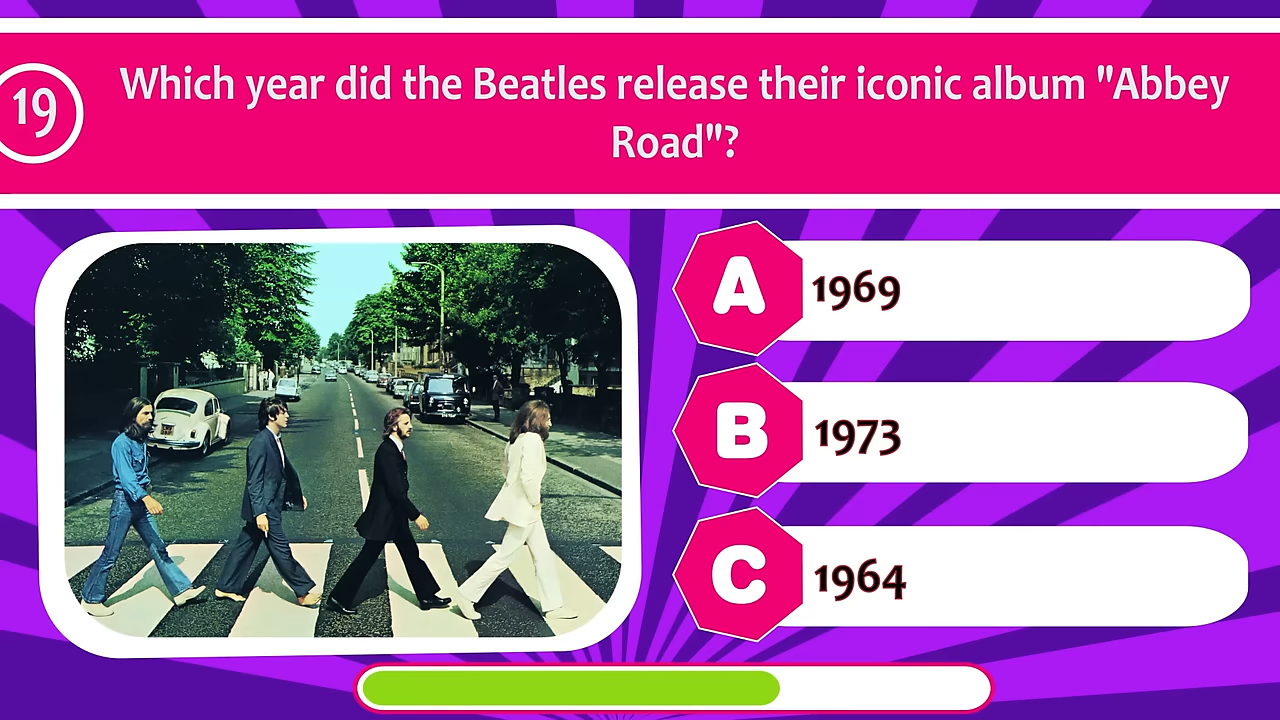 19
Which year did the Beatles release their iconic album "Abbey
Road"?
A 1969
B 1973
C 1964